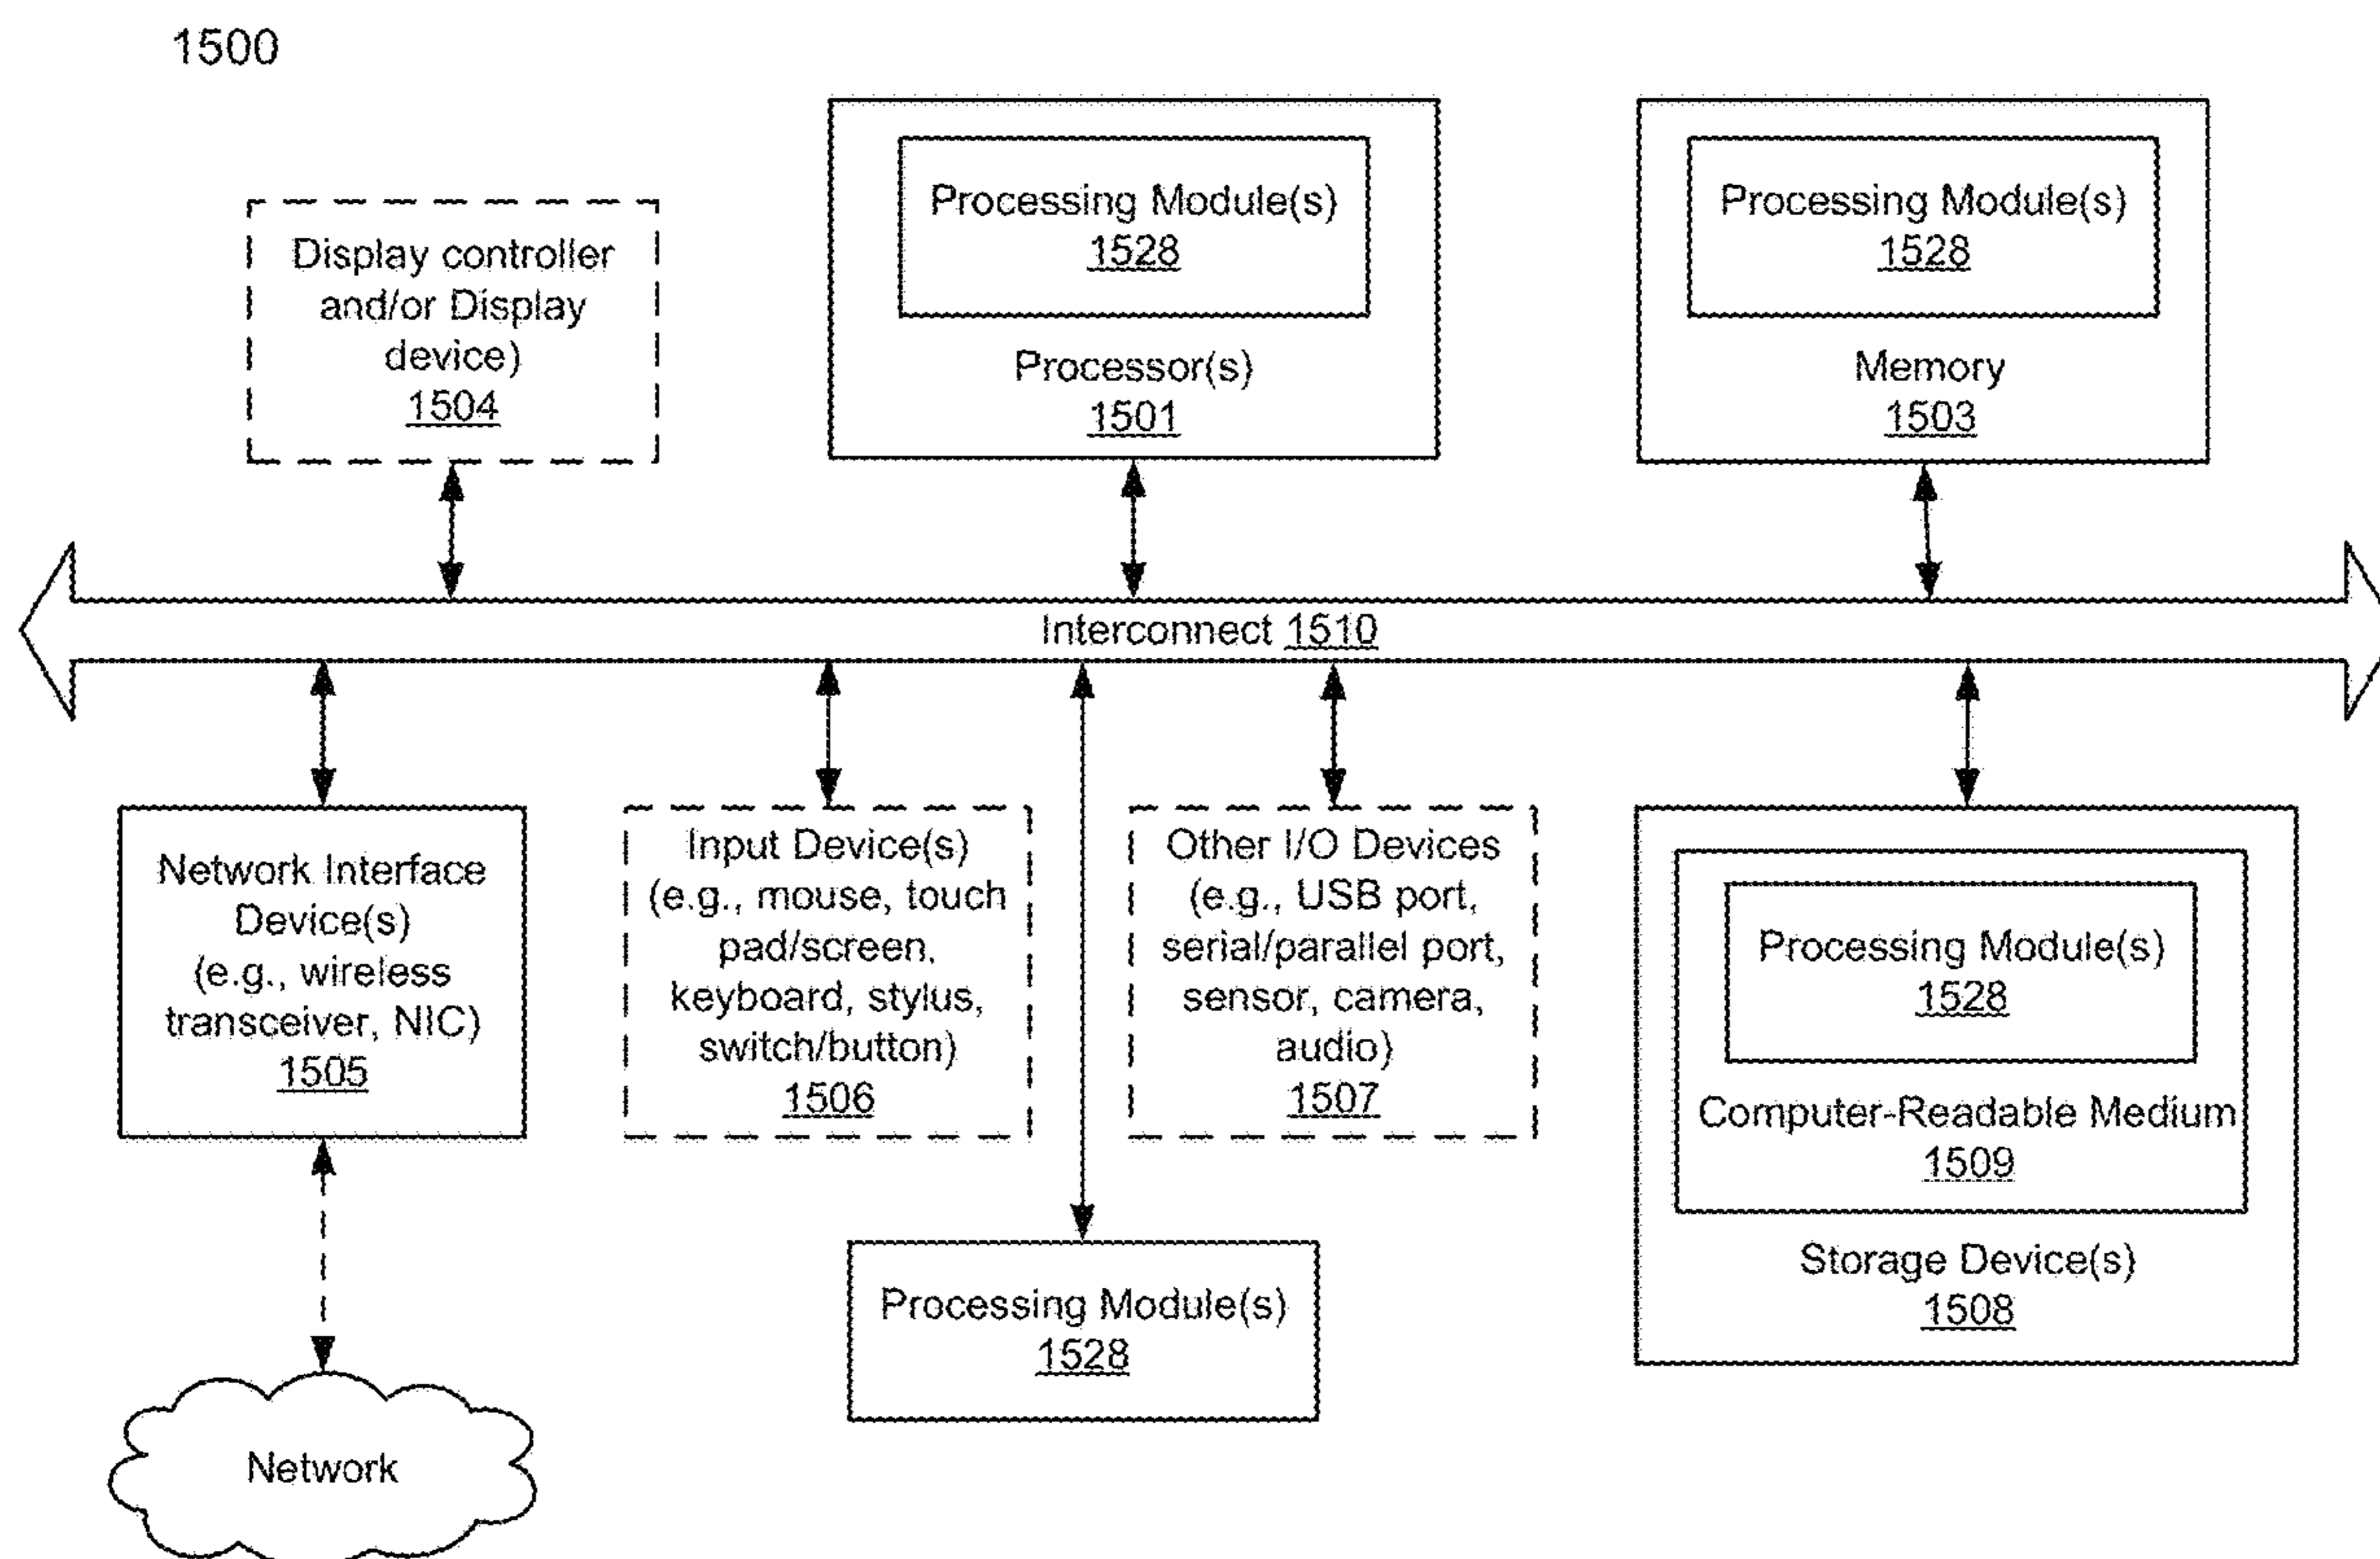 1500
Display controller
and/or Display
device)
1504
Processing Module(s)
1528
Processor(s)
1501
Processing Module(s)
1528
Memory
1503
Interconnect 1510
Network Interface
Device(s)
(e.g., wireless
transceiver, NIC)
1505
Input Device(s)
(e.g., mouse, touch
pad/screen,
keyboard, stylus,
switch/button)
1506
Other I/O Devices
(e.g., USB port,
serial/parallel port,
sensor, camera,
audio)
1507
Processing Module(s)
1528
Computer-Readable Medium
1509
Storage Device(s)
1508
Processing Module(s)
1528
Network